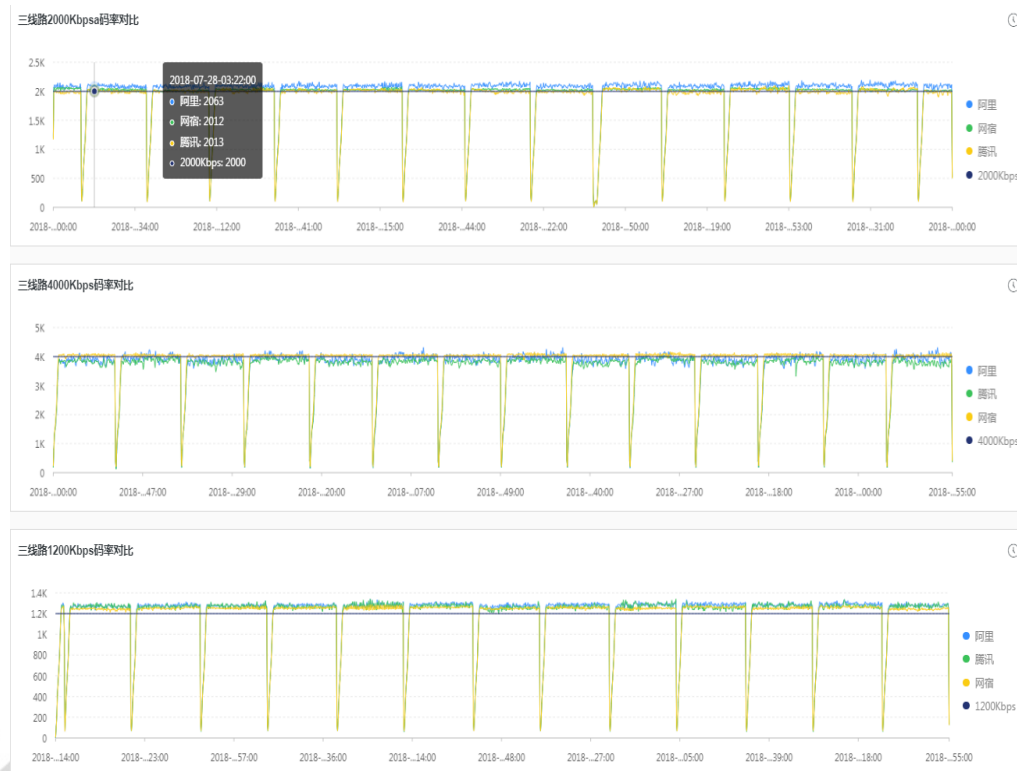 三线路2000Kbpsa码率对比
2.5K
2K
1.5K
1K
500
0
2018-07-28-03:22:00
阿里: 2063
网宿: 2012
腾讯: 2013
2000Kbps: 2000
阿里
网宿
腾讯
2000Kbps
2018-...00:00 2018-...34:00 2018-...12:00 2018-...41:00 2018-...15:00 2018-...44:00 2018-...22:00 2018-...50:00 2018-...19:00 2018-...53:00 2018-...31:00 2018-...00:00
三线路4000Kbps码率对比
5K
4K
3K
2K
1K
0
阿里
腾讯
网宿
4000Kbps
2018-...00:00 2018-...47:00 2018-...29:00 2018-...20:00 2018-...07:00 2018-...49:00 2018-...40:00 2018-...27:00 2018-...18:00 2018-...00:00 2018-...55:00
三线路1200Kbps码率对比
1.4K
1.2K
1K
800
600
400
200
0
阿里
腾讯
网宿
1200Kbps
2018-...14:00 2018-...23:00 2018-...57:00 2018-...36:00 2018-...14:00 2018-...48:00 2018-...27:00 2018-...05:00 2018-...39:00 2018-...18:00 2018-...55:00